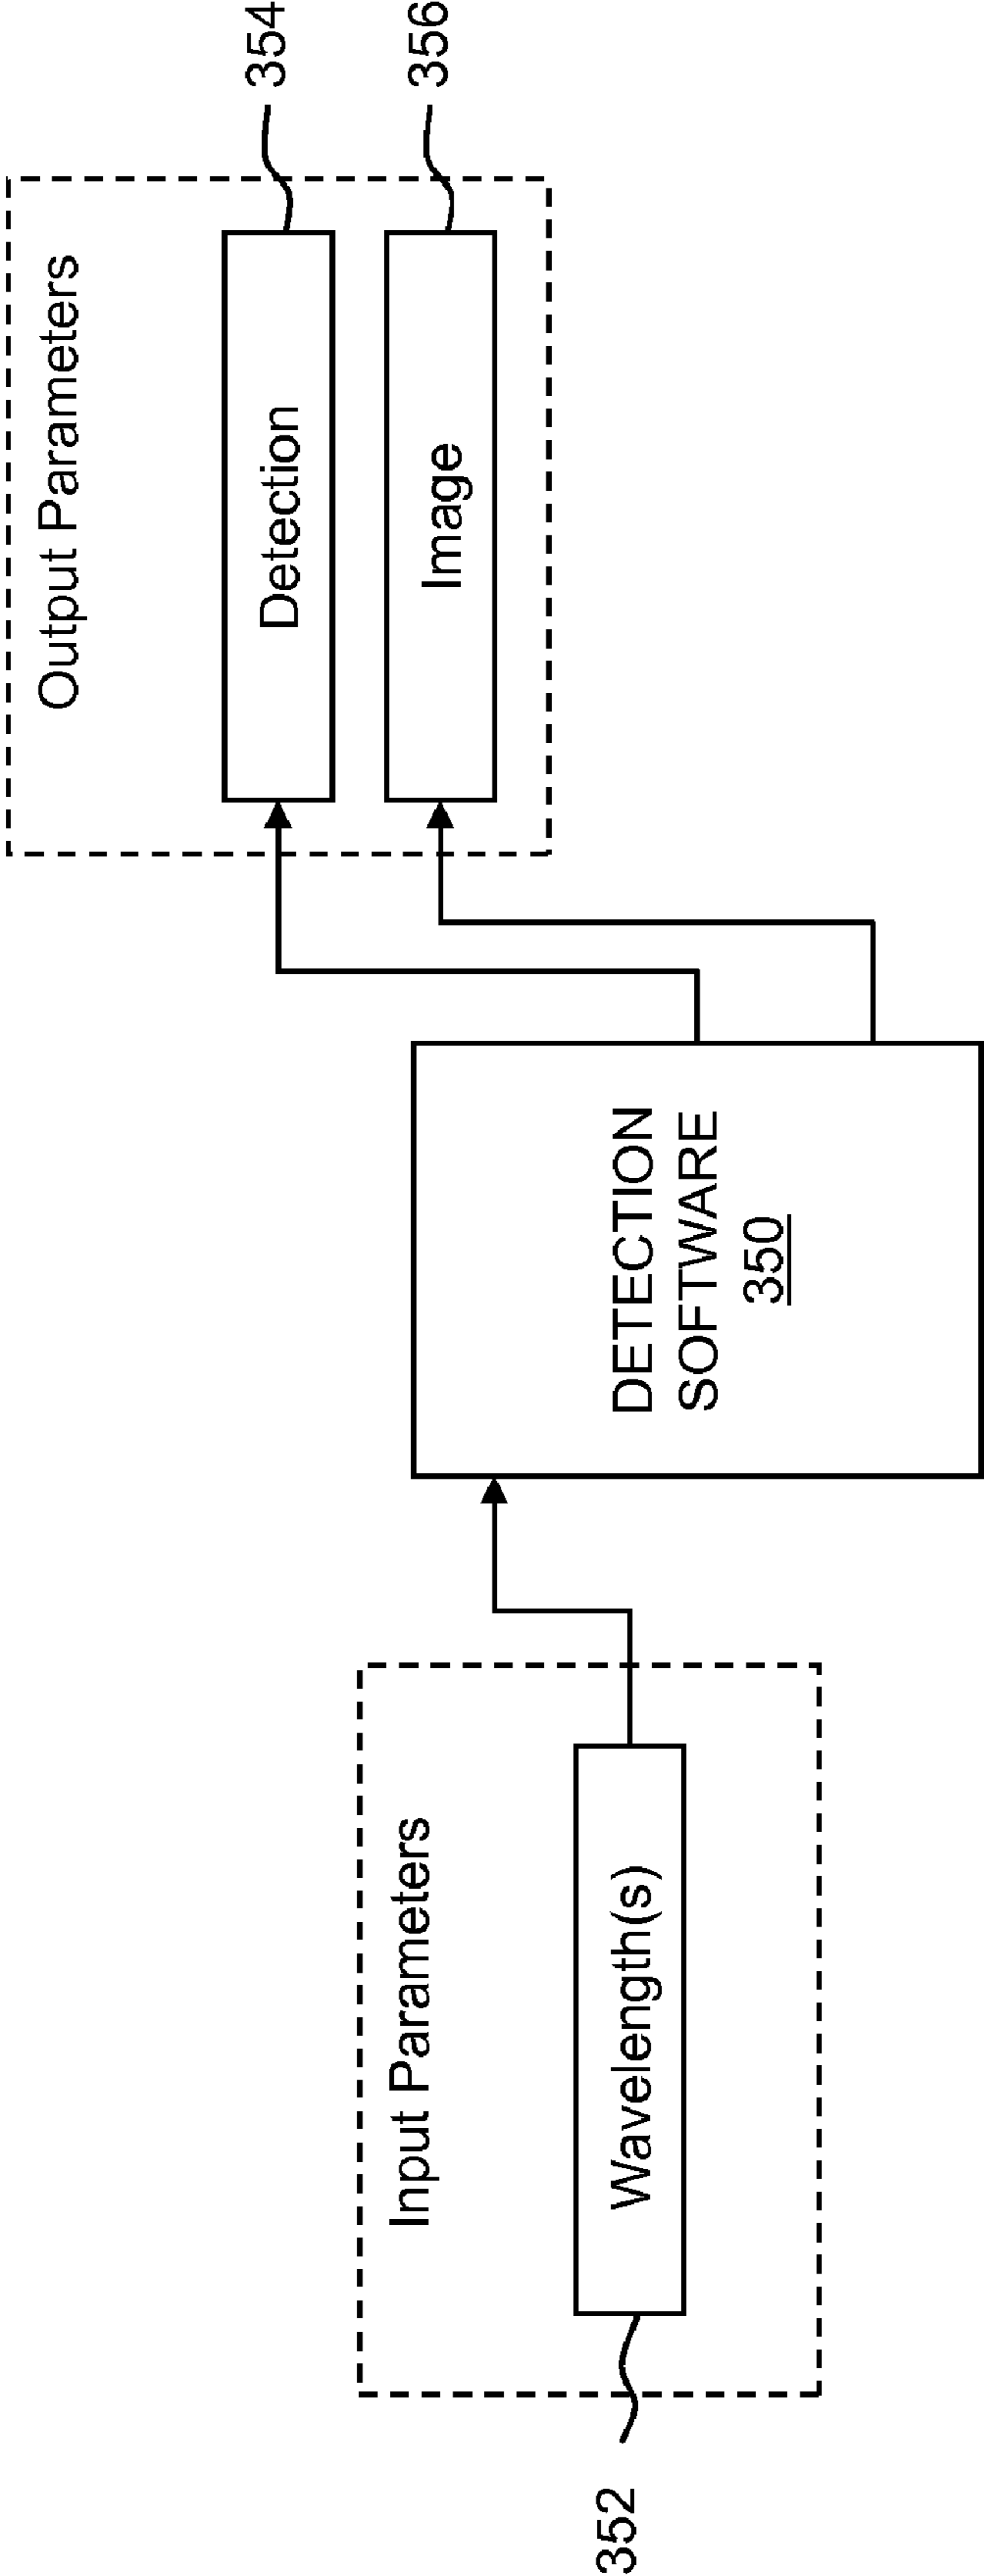 Input Parameters
Wavelength(s)
352
DETECTION
SOFTWARE
350
Output Parameters
Detection
354
Image
356